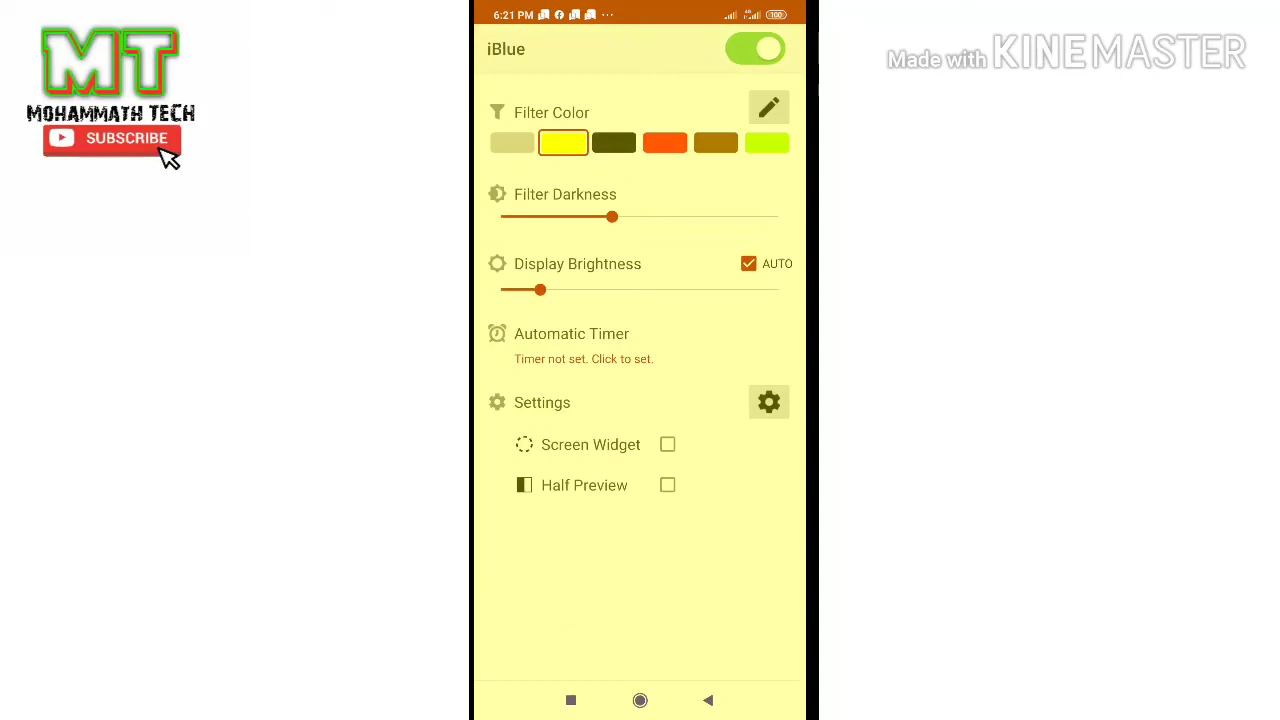 MT
MOHAMMATH TECH
SUBSCRIBE
6:21 PM
100
iBlue
Filter Color
Filter Darkness
Display Brightness
AUTO
Automatic Timer
Timer not set. Click to set.
Settings
Screen Widget
Half Preview
Made with KINEMASTER